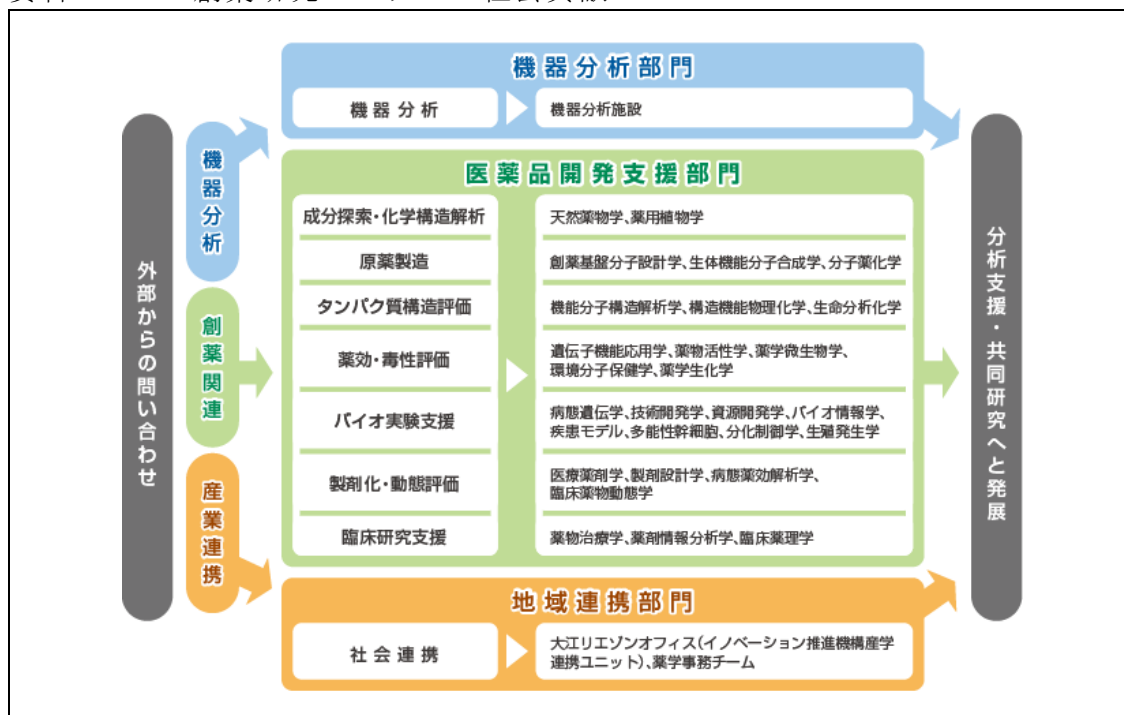 機器分析部門
機器分析
機器分析施設
外部からの問い合わせ
機器分析
創薬関連
産業連携
医薬品開発支援部門
成分探索・化学構造解析
天然薬物学、薬用植物学
原薬製造
創薬基盤分子設計学、生体機能分子合成学、分子薬化学
タンパク質構造評価
機能分子構造解析学、構造機能物理化学、生命分析化学
薬効・毒性評価
遺伝子機能応用学、薬物活性学、薬学微生物学、
環境分子保健学、薬学生化学
バイオ実験支援
病態遺伝学、技術開発学、資源開発学、バイオ情報学、
疾患モデル、多能性幹細胞、分化制御学、生殖発生学
製剤化・動態評価
医療薬剤学、製剤設計学、病態薬効解析学、
臨床薬物動態学
臨床研究支援
薬物治療学、薬剤情報分析学、臨床薬理学
地域連携部門
社会連携
大江リエゾンオフィス(イノベーション推進機構産学
連携ユニット)、薬学事務チーム
分析支援・共同研究へと発展